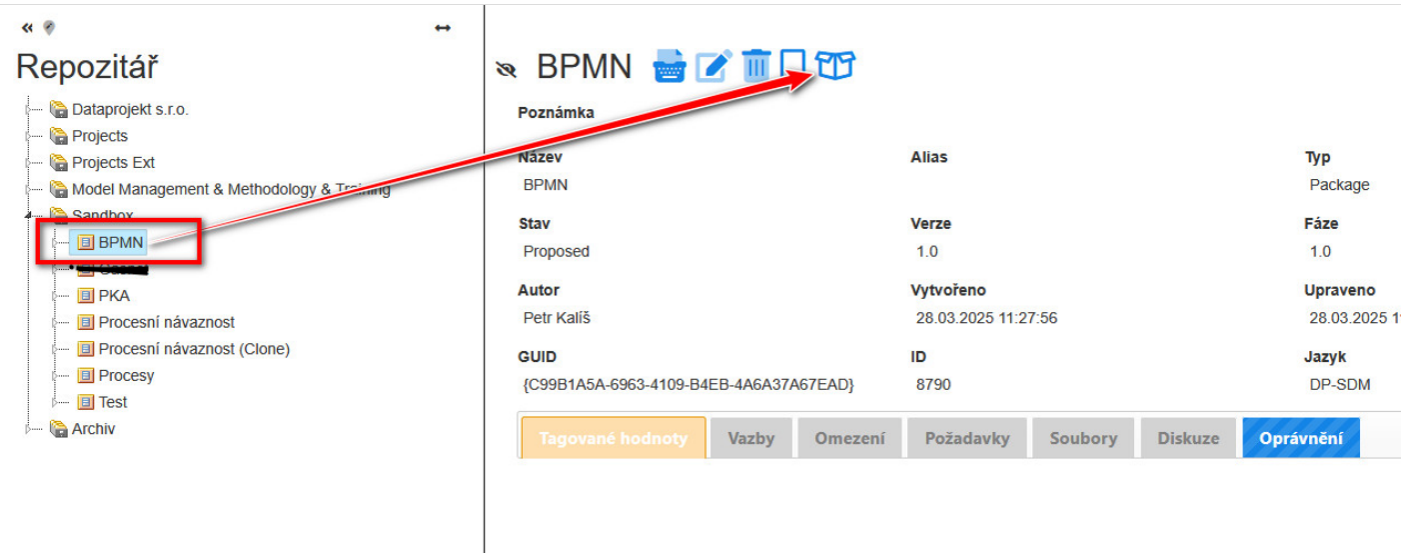 Repozitář
Dataprojekt s.r.o.
Projects
Projects Ext
Model Management & Methodology & Training
Sandbox
BPMN
PKA
Procesní návaznost
Procesní návaznost (Clone)
Procesy
Test
Archiv
BPMN
Poznámka
Název Alias Typ
BPMN Package
Stav Verze Fáze
Proposed 1.0 1.0
Autor Vytvořeno Upraveno
Petr Kalíš 28.03.2025 11:27:56 28.03.2025
GUID ID Jazyk
{C99B1A5A-6963-4109-B4EB-4A6A37A67EAD} 8790 DP-SDM
Tagované hodnoty Vazby Omezení Požadavky Soubory Diskuze Oprávnění